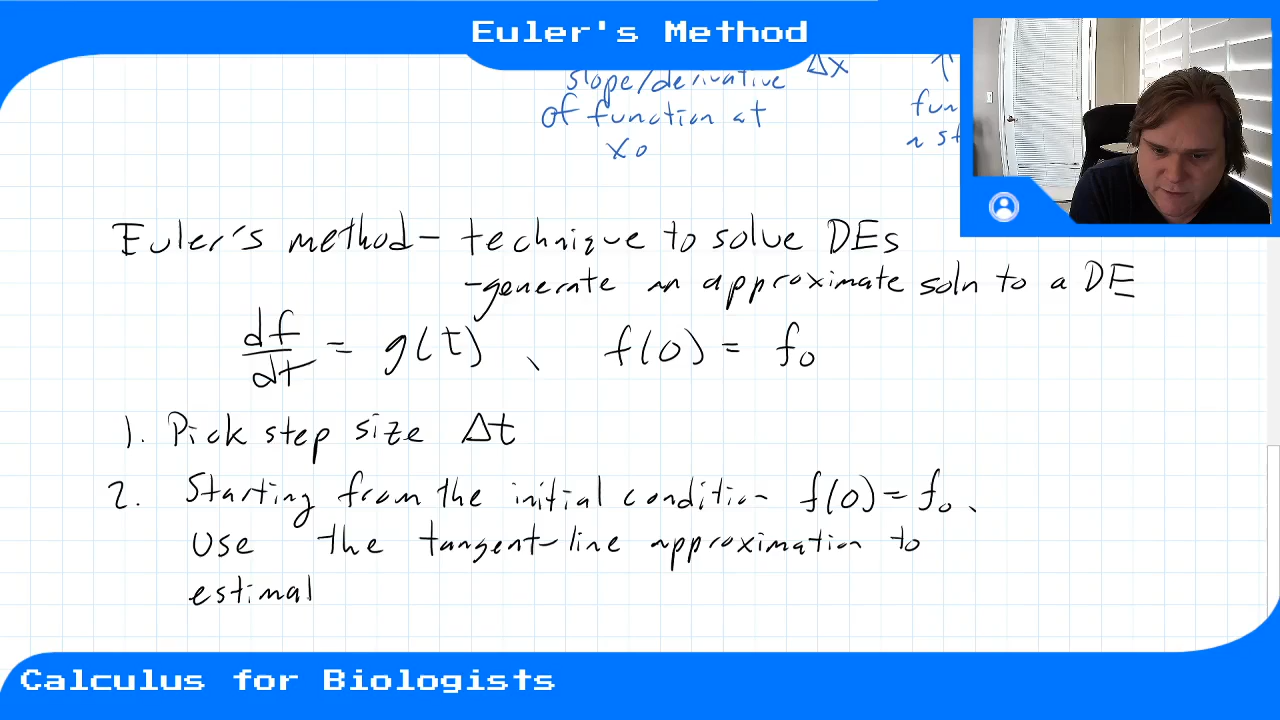 Euler's Method
slope/derivative Δx ↑
of function at
x0
Euler's method- technique to solve DEs
-generate an approximate soln to a DE
df/dt = g(t), f(0) = f₀
1. Pick step size Δt
2. Starting from the initial condition f(0) = f₀,
Use the tangent-line approximation to
estimat
Calculus for Biologists